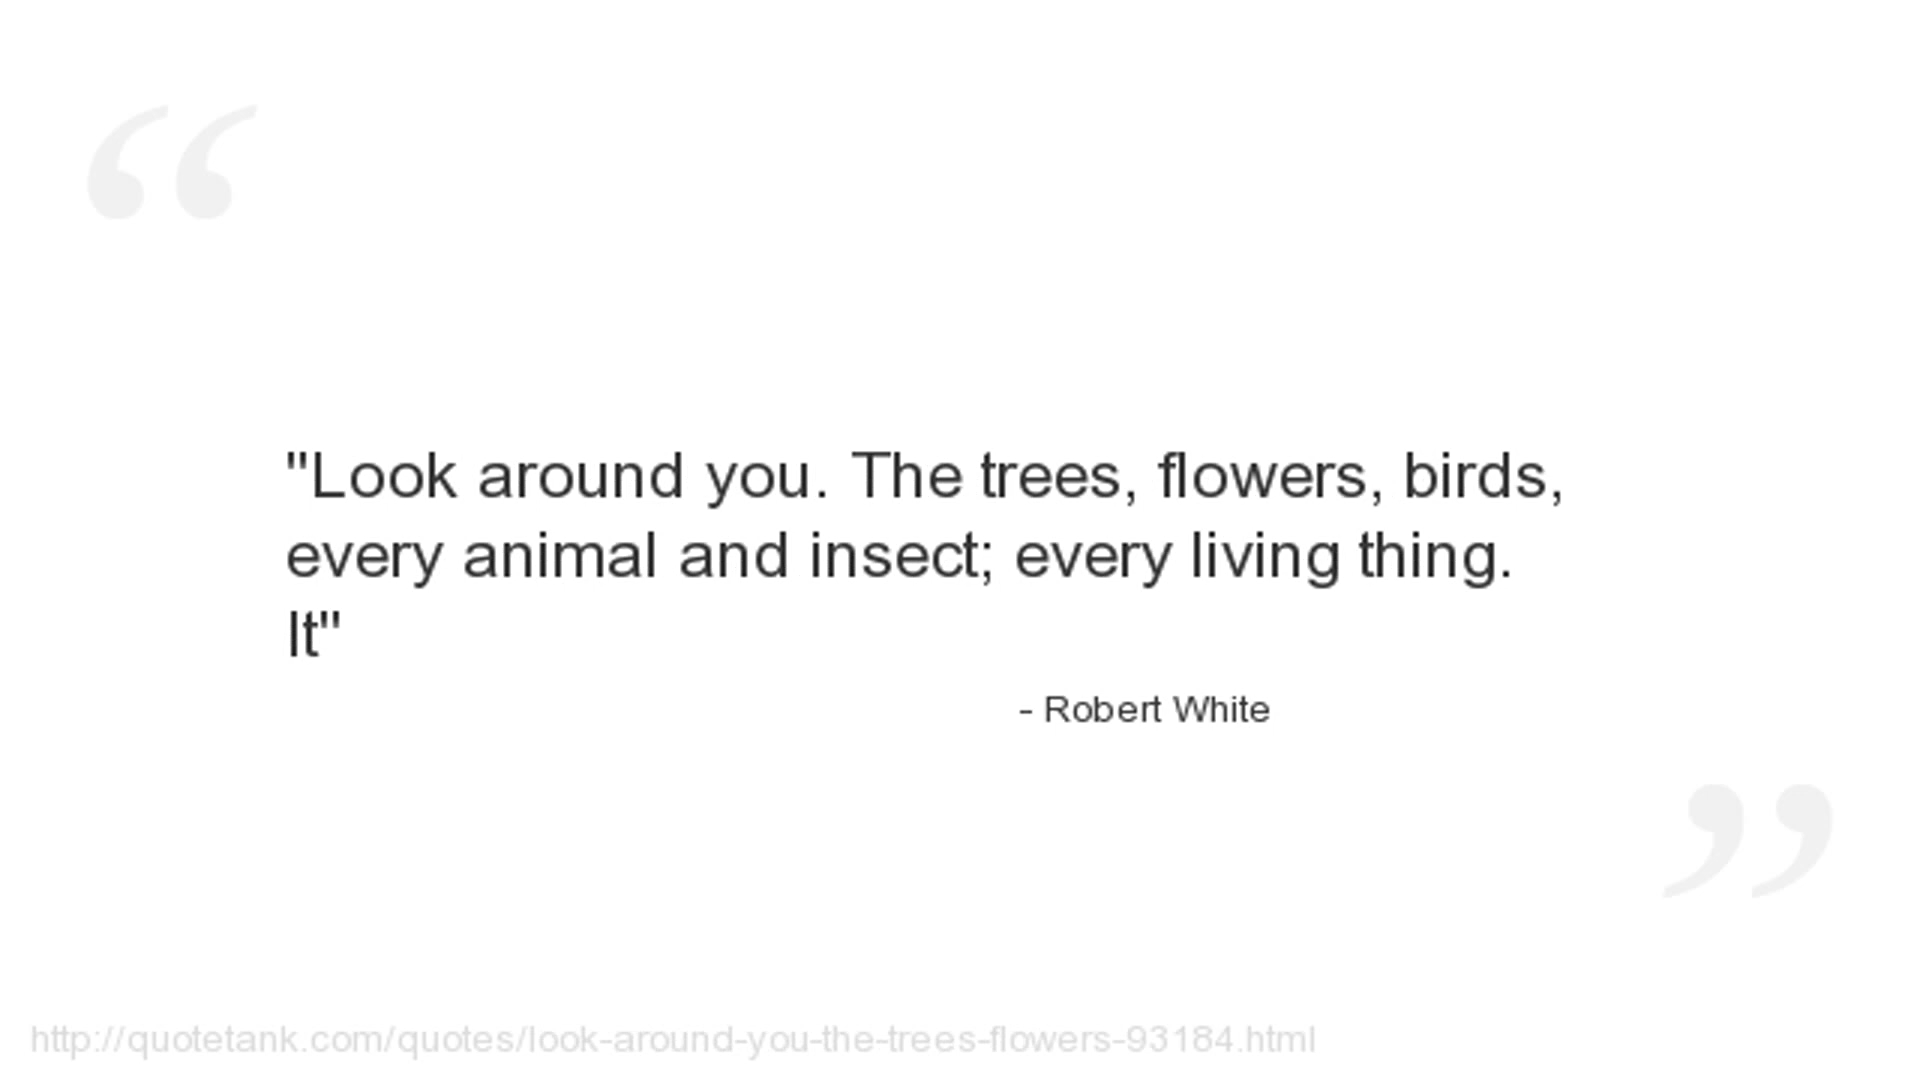 "Look around you. The trees, flowers, birds,
every animal and insect; every living thing.
It"
- Robert White
http://quotetank.com/quotes/look-around-you-the-trees-flowers-93184.html